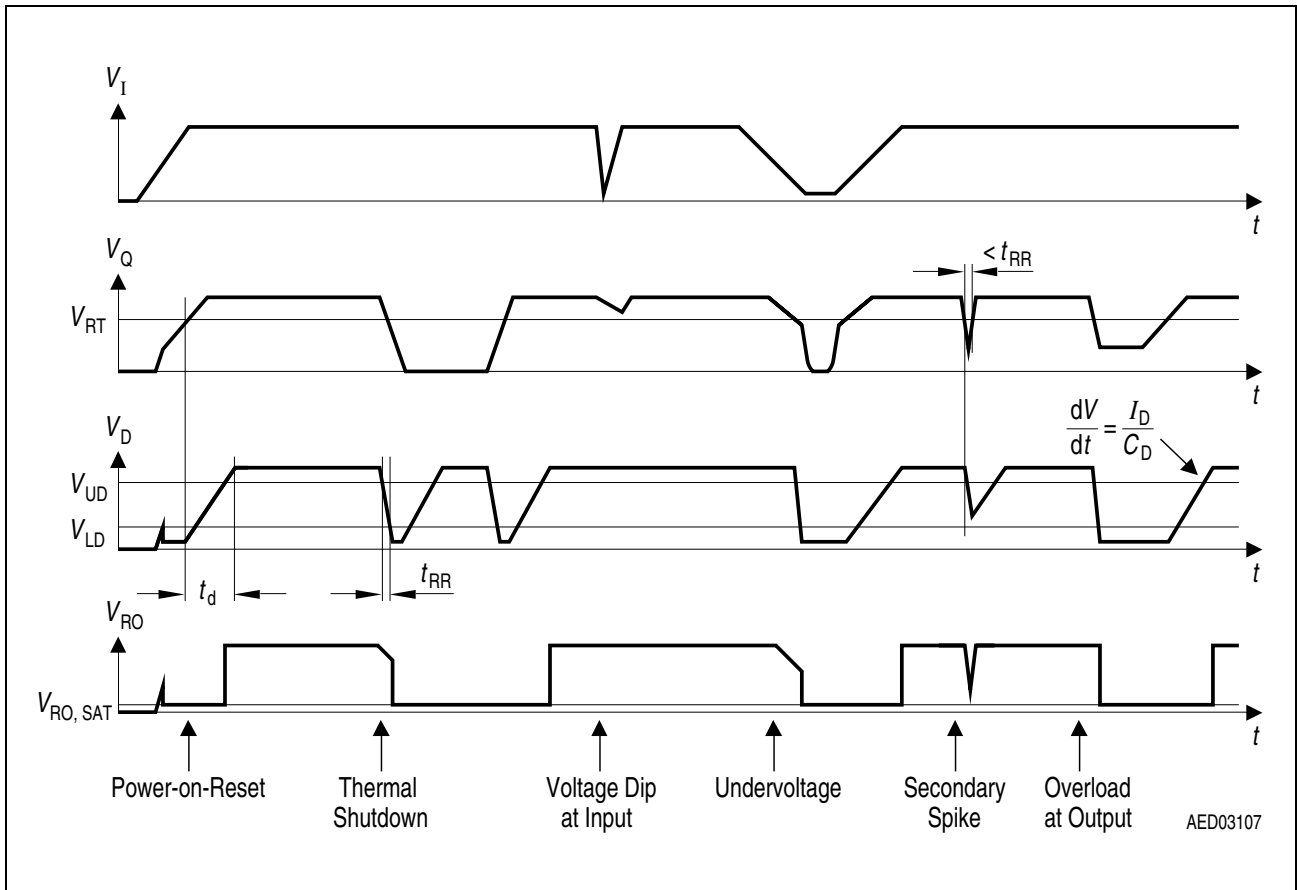 V_I
t
V_Q
< t_RR
V_RT
t
V_D
dV/dt = I_D/C_D
V_UD
V_LD
t
t_d
t_RR
V_RO
V_RO, SAT
t
Power-on-Reset
Thermal
Shutdown
Voltage Dip
at Input
Undervoltage
Secondary
Spike
Overload
at Output
AED03107